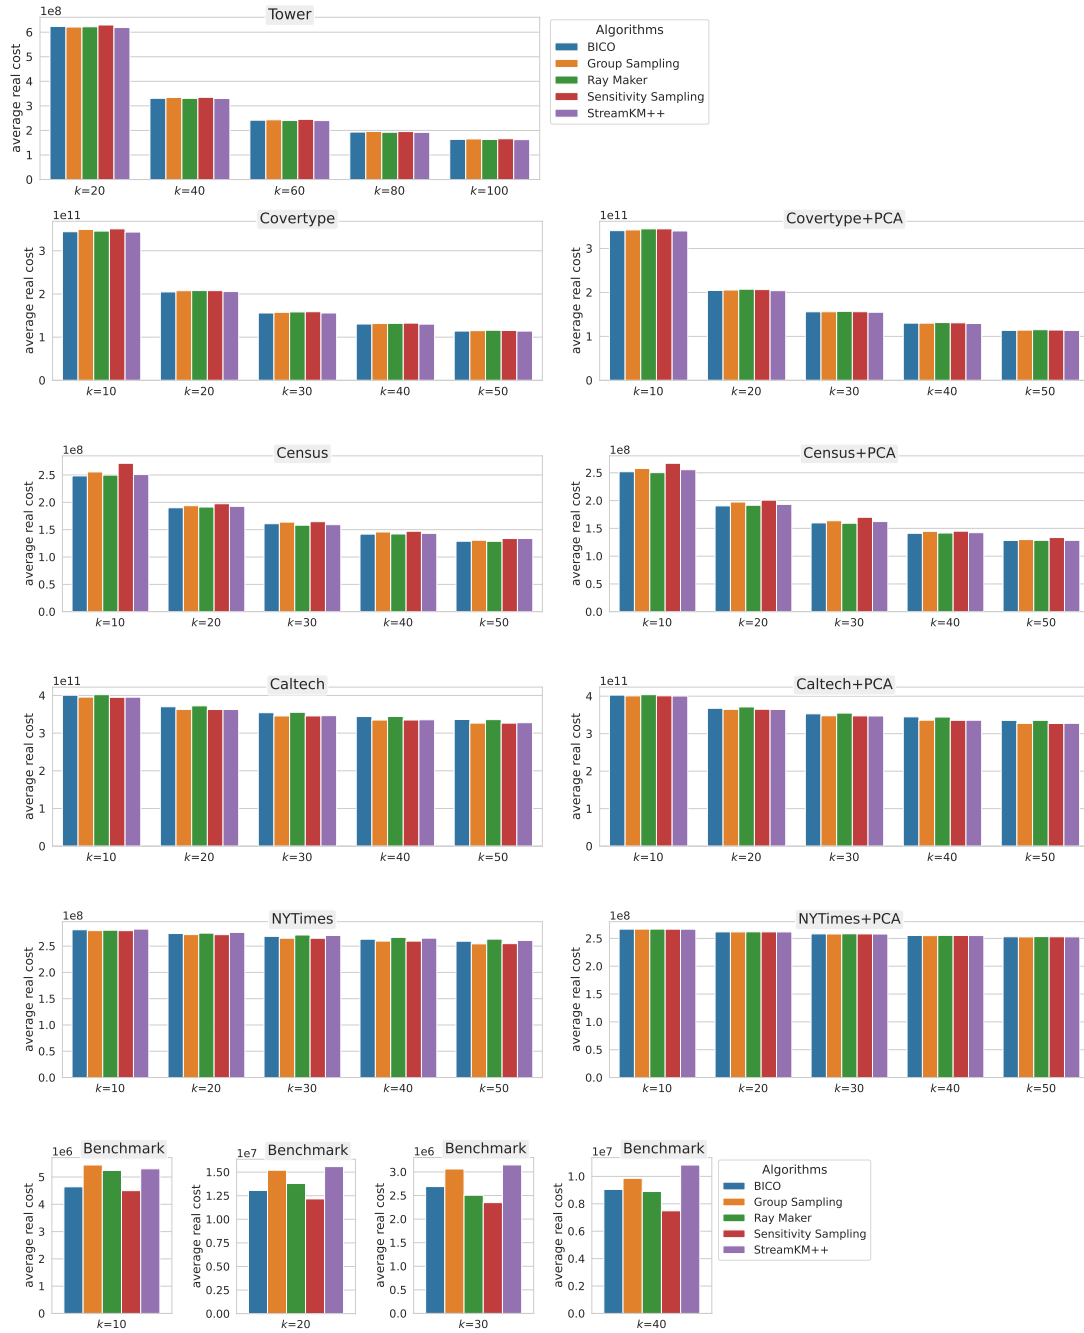 Tower
1e8
average real cost
6
5
4
3
2
1
0
k=20 k=40 k=60 k=80 k=100
Algorithms
BICO
Group Sampling
Ray Maker
Sensitivity Sampling
StreamKM++
Covertype
1e11
average real cost
3
2
1
0
k=10 k=20 k=30 k=40 k=50
Covertype+PCA
1e11
average real cost
3
2
1
0
k=10 k=20 k=30 k=40 k=50
Census
1e8
average real cost
2.5
2.0
1.5
1.0
0.5
0.0
k=10 k=20 k=30 k=40 k=50
Census+PCA
1e8
average real cost
2.5
2.0
1.5
1.0
0.5
0.0
k=10 k=20 k=30 k=40 k=50
Caltech
1e11
average real cost
4
3
2
1
0
k=10 k=20 k=30 k=40 k=50
Caltech+PCA
1e11
average real cost
4
3
2
1
0
k=10 k=20 k=30 k=40 k=50
NYTimes
1e8
average real cost
2.5
2.0
1.5
1.0
0.5
0.0
k=10 k=20 k=30 k=40 k=50
NYTimes+PCA
1e8
average real cost
2.5
2.0
1.5
1.0
0.5
0.0
k=10 k=20 k=30 k=40 k=50
Benchmark
1e6
average real cost
5
4
3
2
1
0
k=10
Benchmark
1e7
average real cost
1.50
1.25
1.00
0.75
0.50
0.25
0.00
k=20
Benchmark
1e6
average real cost
3.0
2.5
2.0
1.5
1.0
0.5
0.0
k=30
Benchmark
1e7
average real cost
1.0
0.8
0.6
0.4
0.2
0.0
k=40
Algorithms
BICO
Group Sampling
Ray Maker
Sensitivity Sampling
StreamKM++